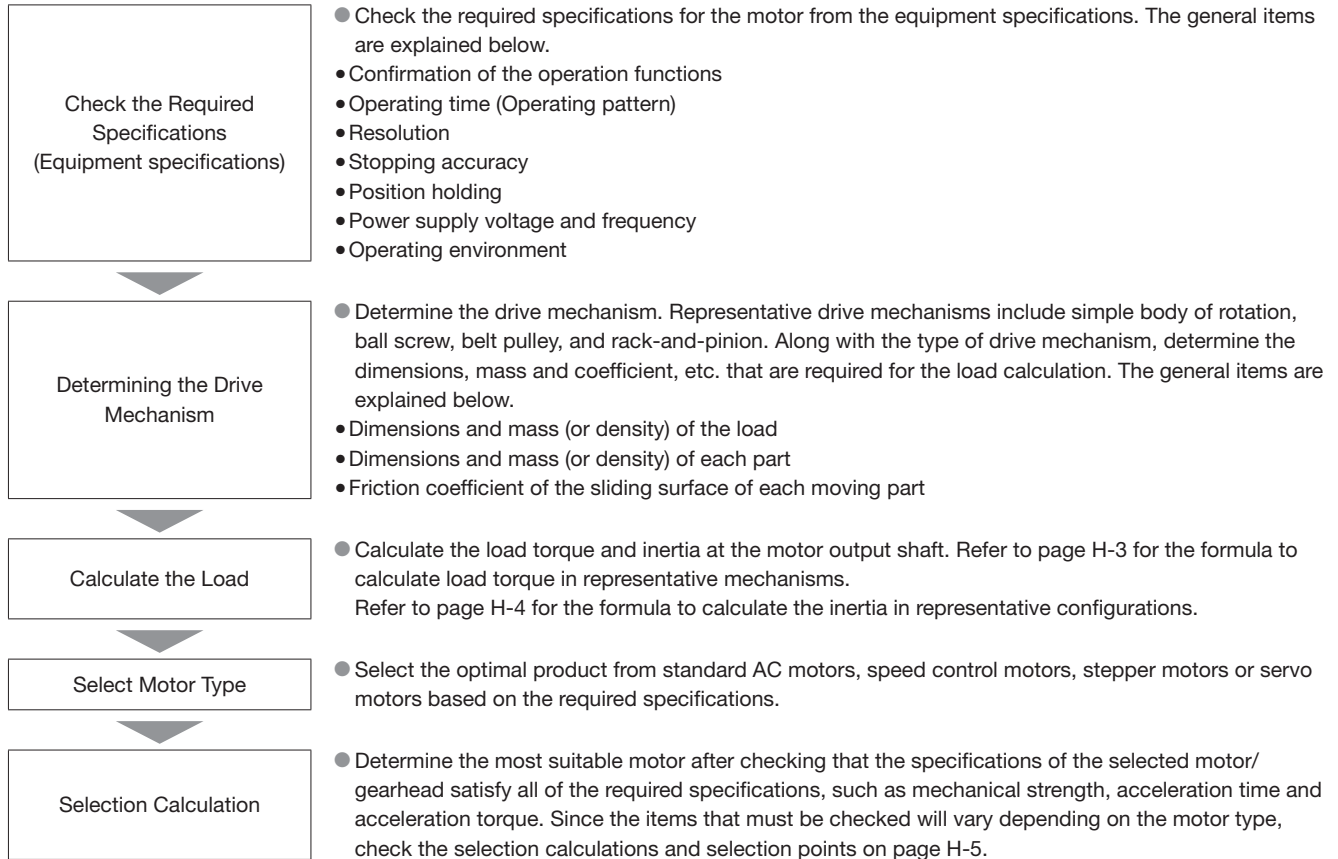 Check the Required
Specifications
(Equipment specifications)
● Check the required specifications for the motor from the equipment specifications. The general items
are explained below.
•Confirmation of the operation functions
•Operating time (Operating pattern)
•Resolution
•Stopping accuracy
•Position holding
•Power supply voltage and frequency
•Operating environment
Determining the Drive
Mechanism
● Determine the drive mechanism. Representative drive mechanisms include simple body of rotation,
ball screw, belt pulley, and rack-and-pinion. Along with the type of drive mechanism, determine the
dimensions, mass and coefficient, etc. that are required for the load calculation. The general items are
explained below.
•Dimensions and mass (or density) of the load
•Dimensions and mass (or density) of each part
•Friction coefficient of the sliding surface of each moving part
Calculate the Load
● Calculate the load torque and inertia at the motor output shaft. Refer to page H-3 for the formula to
calculate load torque in representative mechanisms.
Refer to page H-4 for the formula to calculate the inertia in representative configurations.
Select Motor Type
● Select the optimal product from standard AC motors, speed control motors, stepper motors or servo
motors based on the required specifications.
Selection Calculation
● Determine the most suitable motor after checking that the specifications of the selected motor/
gearhead satisfy all of the required specifications, such as mechanical strength, acceleration time and
acceleration torque. Since the items that must be checked will vary depending on the motor type,
check the selection calculations and selection points on page H-5.